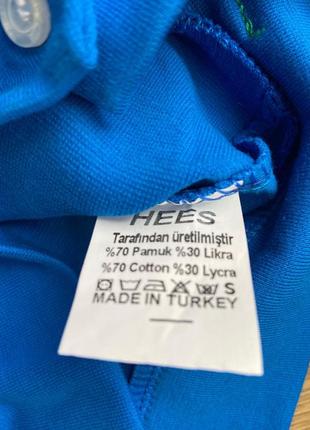 HEES
Tarafından üretilmiştir
%70 Pamuk %30 Likra
%70 Cotton %30 Lycra
S
MADE IN TURKEY